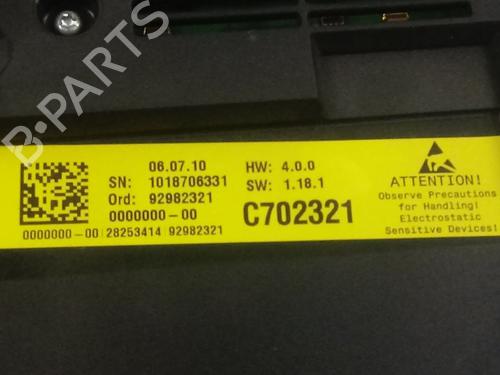 B-PARTS
06.07.10
HW: 4.0.0
SN: 1018706331
SW: 1.18.1
Ord: 92982321
0000000-00
C702321
0000000-00 28253414 92982321
ATTENTION!
Observe Precautions
for Handling!
Electrostatic
Sensitive Devices!